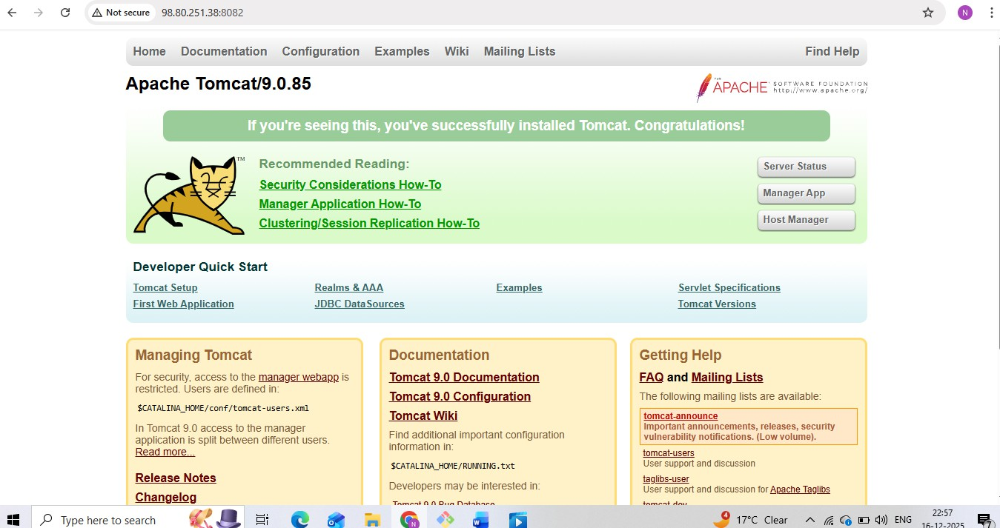 Not secure 98.80.251.38:8082
N
Home Documentation Configuration Examples Wiki Mailing Lists Find Help
Apache Tomcat/9.0.85
THE APACHE SOFTWARE FOUNDATION
http://www.apache.org/
If you're seeing this, you've successfully installed Tomcat. Congratulations!
TM
Recommended Reading:
Security Considerations How-To
Manager Application How-To
Clustering/Session Replication How-To
Server Status
Manager App
Host Manager
Developer Quick Start
Tomcat Setup
First Web Application
Realms & AAA
JDBC DataSources
Examples
Servlet Specifications
Tomcat Versions
Managing Tomcat
For security, access to the manager webapp is
restricted. Users are defined in:
$CATALINA_HOME/conf/tomcat-users.xml
In Tomcat 9.0 access to the manager
application is split between different users.
Read more...
Release Notes
Changelog
Documentation
Tomcat 9.0 Documentation
Tomcat 9.0 Configuration
Tomcat Wiki
Find additional important configuration
information in:
$CATALINA_HOME/RUNNING.txt
Developers may be interested in:
Tomcat 9.0 Bug Database
Getting Help
FAQ and Mailing Lists
The following mailing lists are available:
tomcat-announce
Important announcements, releases, security
vulnerability notifications. (Low volume).
tomcat-users
User support and discussion
taglibs-user
User support and discussion for Apache Taglibs
tomcat-dev
Type here to search
N
W
4
17°C Clear
ENG
22:57
16-12-2025
7